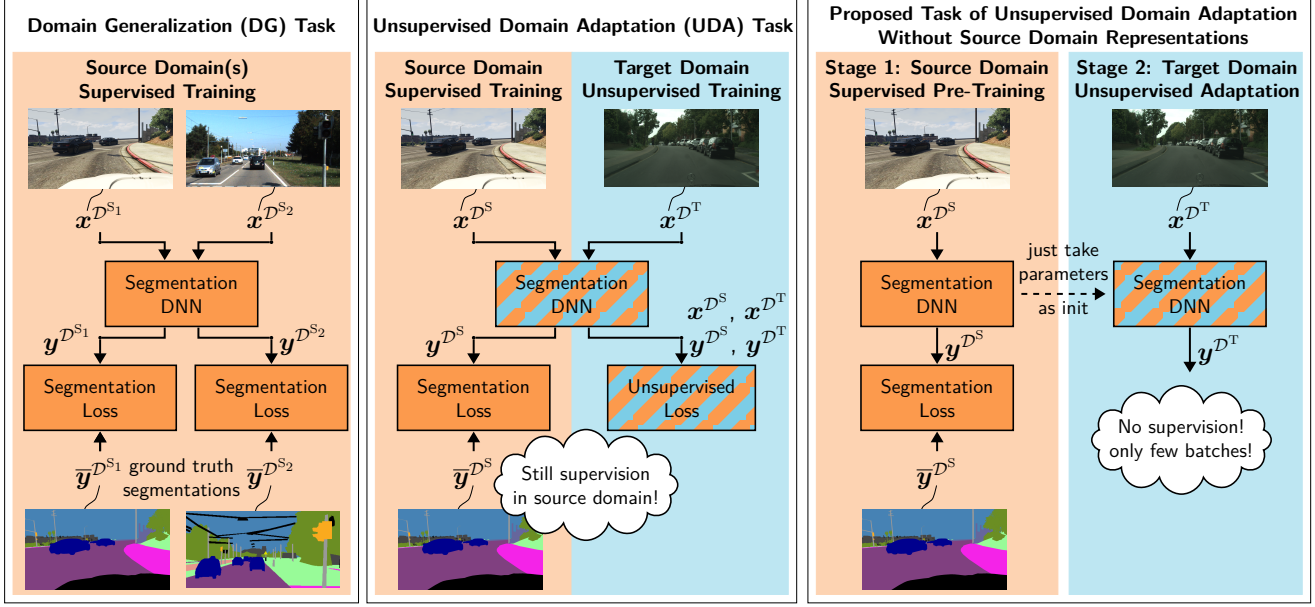 Domain Generalization (DG) Task
Source Domain(s)
Supervised Training
x^{D^{S_1}}
x^{D^{S_2}}
Segmentation
DNN
y^{D^{S_1}}
y^{D^{S_2}}
Segmentation
Loss
Segmentation
Loss
y̅^{D^{S_1}}
ground truth
segmentations
y̅^{D^{S_2}}
Unsupervised Domain Adaptation (UDA) Task
Source Domain
Supervised Training
Target Domain
Unsupervised Training
x^{D^S}
x^{D^T}
Segmentation
DNN
x^{D^S}, x^{D^T}
y^{D^S}
y^{D^S}, y^{D^T}
Segmentation
Loss
Unsupervised
Loss
y̅^{D^S}
Still supervision
in source domain!
Proposed Task of Unsupervised Domain Adaptation
Without Source Domain Representations
Stage 1: Source Domain
Supervised Pre-Training
Stage 2: Target Domain
Unsupervised Adaptation
x^{D^S}
x^{D^T}
Segmentation
DNN
just take
parameters
as init
Segmentation
DNN
y^{D^S}
y^{D^T}
Segmentation
Loss
No supervision!
only few batches!
y̅^{D^S}